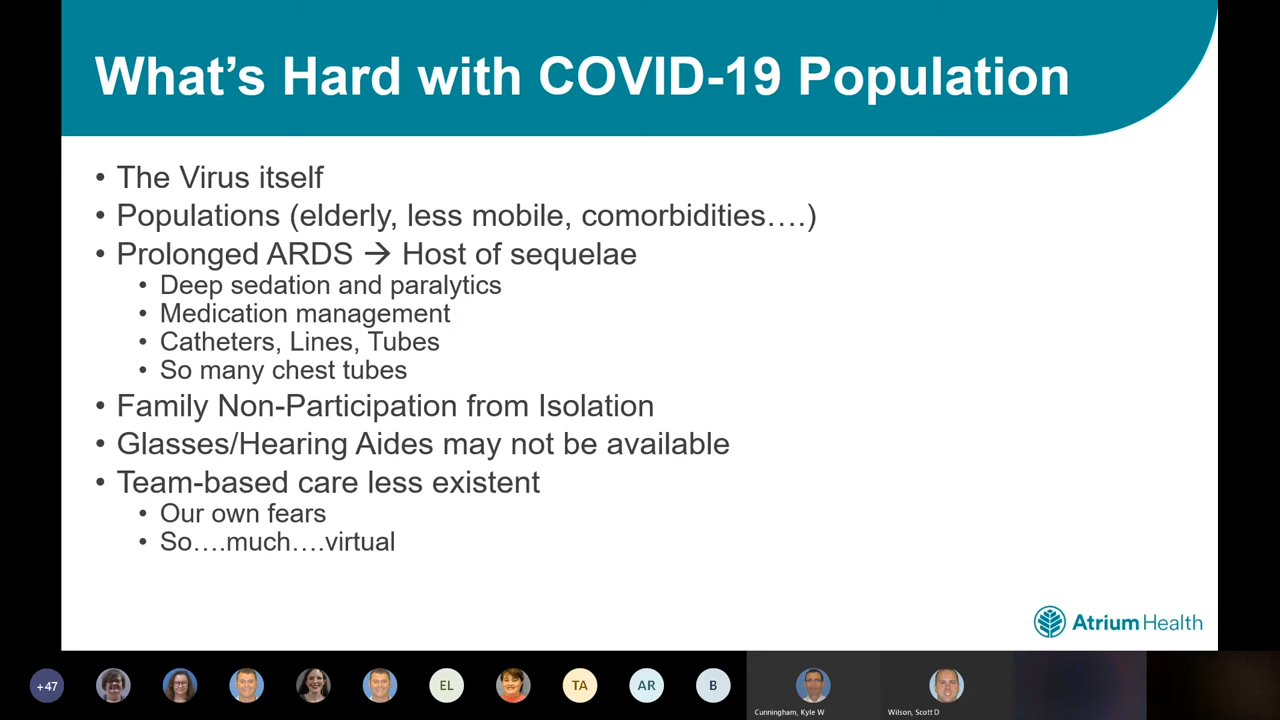 What's Hard with COVID-19 Population
• The Virus itself
• Populations (elderly, less mobile, comorbidities….)
• Prolonged ARDS → Host of sequelae
• Deep sedation and paralytics
• Medication management
• Catheters, Lines, Tubes
• So many chest tubes
• Family Non-Participation from Isolation
• Glasses/Hearing Aides may not be available
• Team-based care less existent
• Our own fears
• So….much….virtual
Atrium Health
+47 EL TA AR B
Cunningham, Kyle W Wilson, Scott D